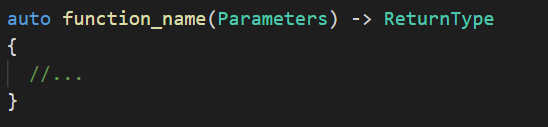 auto function_name(Parameters) -> ReturnType
{
//...
}